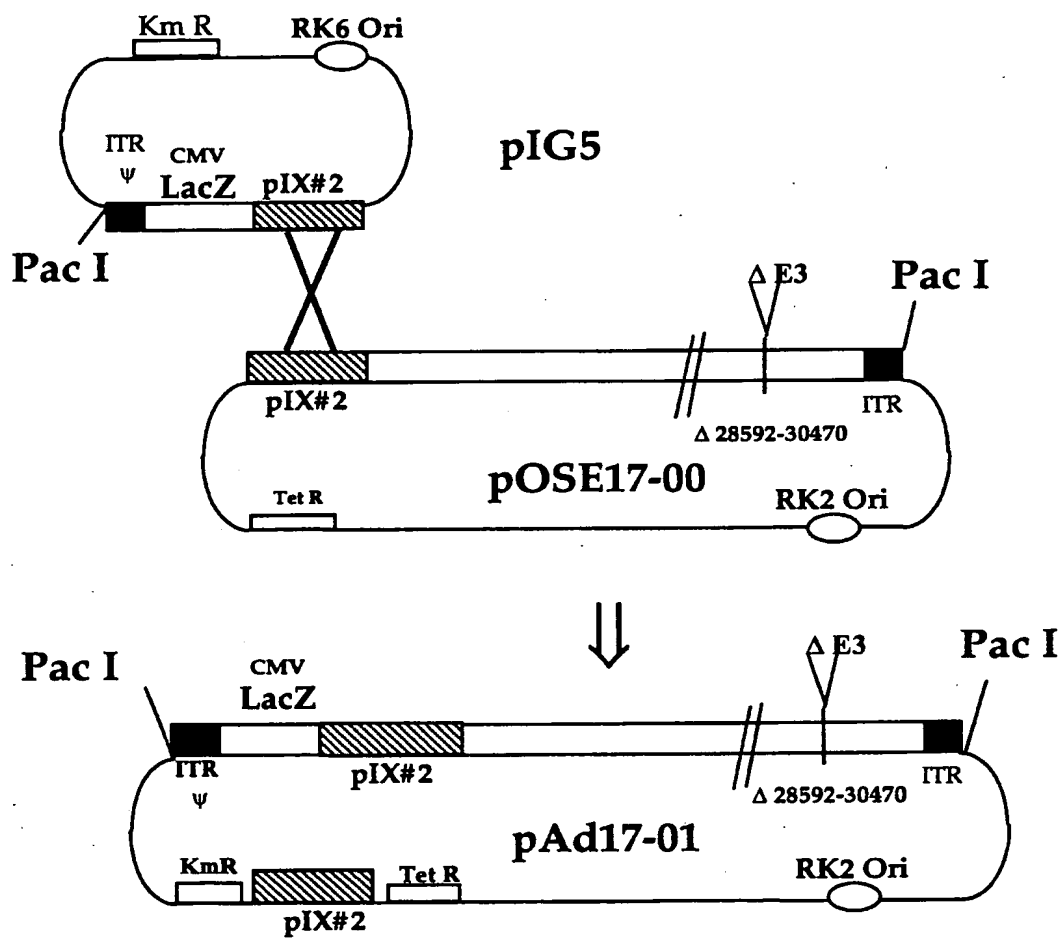 Km R
RK6 Ori
ITR
ψ
CMV
LacZ
pIX#2
pIG5
Pac I
Δ E3
Pac I
pIX#2
ITR
Δ 28592-30470
pOSE17-00
Tet R
RK2 Ori
Pac I
CMV
LacZ
Δ E3
Pac I
ITR
ψ
pIX#2
ITR
Δ 28592-30470
pAd17-01
KmR
Tet R
RK2 Ori
pIX#2